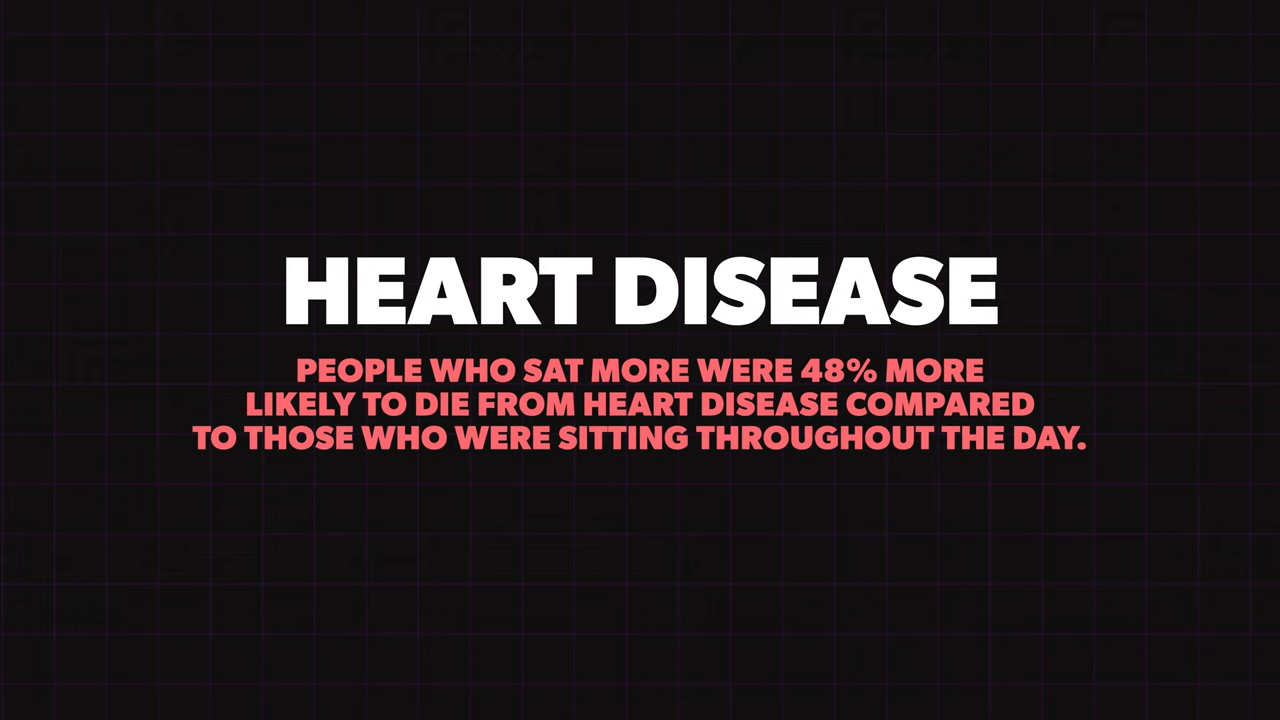 HEART DISEASE
PEOPLE WHO SAT MORE WERE 48% MORE
LIKELY TO DIE FROM HEART DISEASE COMPARED
TO THOSE WHO WERE SITTING THROUGHOUT THE DAY.